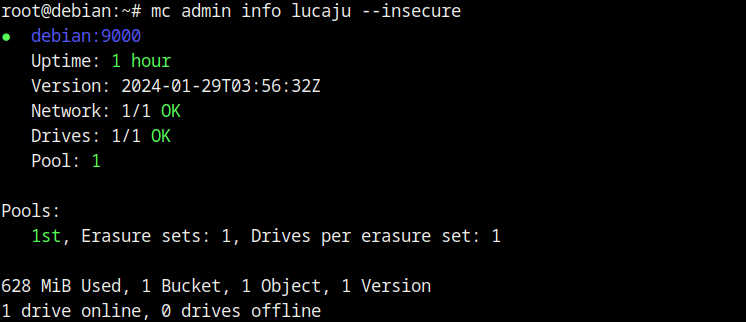 root@debian:~# mc admin info lucaju --insecure
● debian:9000
Uptime: 1 hour
Version: 2024-01-29T03:56:32Z
Network: 1/1 OK
Drives: 1/1 OK
Pool: 1
Pools:
1st, Erasure sets: 1, Drives per erasure set: 1
628 MiB Used, 1 Bucket, 1 Object, 1 Version
1 drive online, 0 drives offline